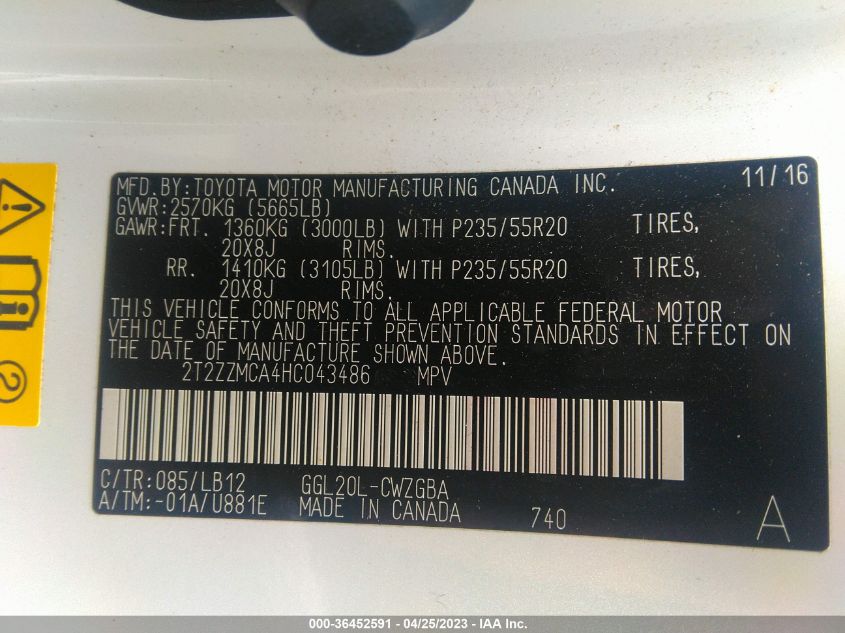 MFD.BY:TOYOTA MOTOR MANUFACTURING CANADA INC. 11/16
GVWR:2570KG (5665LB)
GAWR:FRT. 1360KG (3000LB) WITH P235/55R20 TIRES,
20X8J RIMS.
RR. 1410KG (3105LB) WITH P235/55R20 TIRES,
20X8J RIMS.
THIS VEHICLE CONFORMS TO ALL APPLICABLE FEDERAL MOTOR
VEHICLE SAFETY AND THEFT PREVENTION STANDARDS IN EFFECT ON
THE DATE OF MANUFACTURE SHOWN ABOVE.
2T2ZZMCA4HC043486 MPV
C/TR:085/LB12 GGL20L-CWZGBA
A/TM:-01A/U881E MADE IN CANADA 740 A
000-36452591 - 04/25/2023 - IAA Inc.